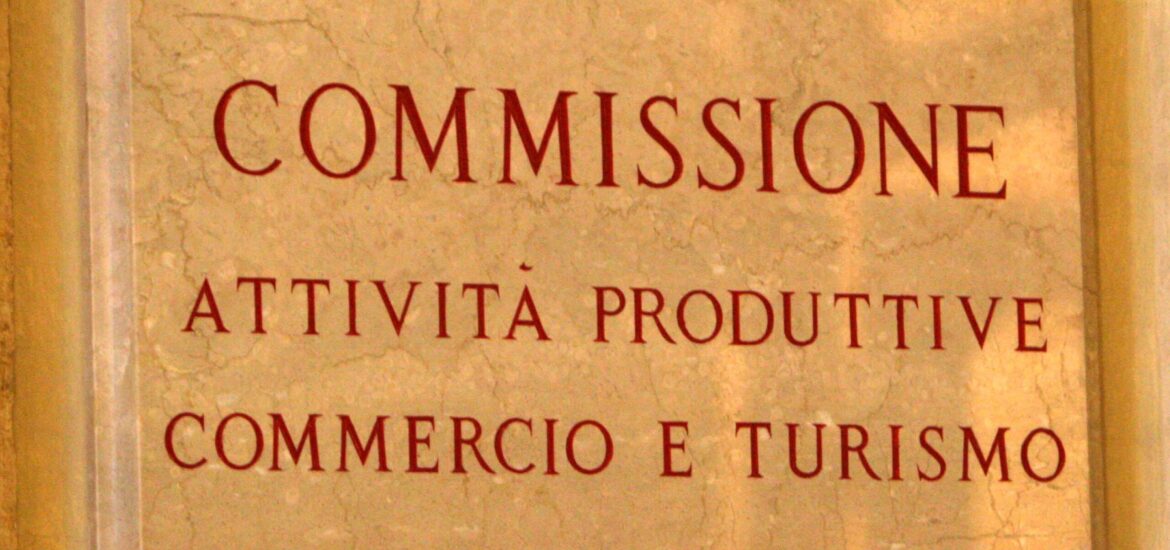 COMMISSIONE
ATTIVITÀ PRODUTTIVE
COMMERCIO E TURISMO